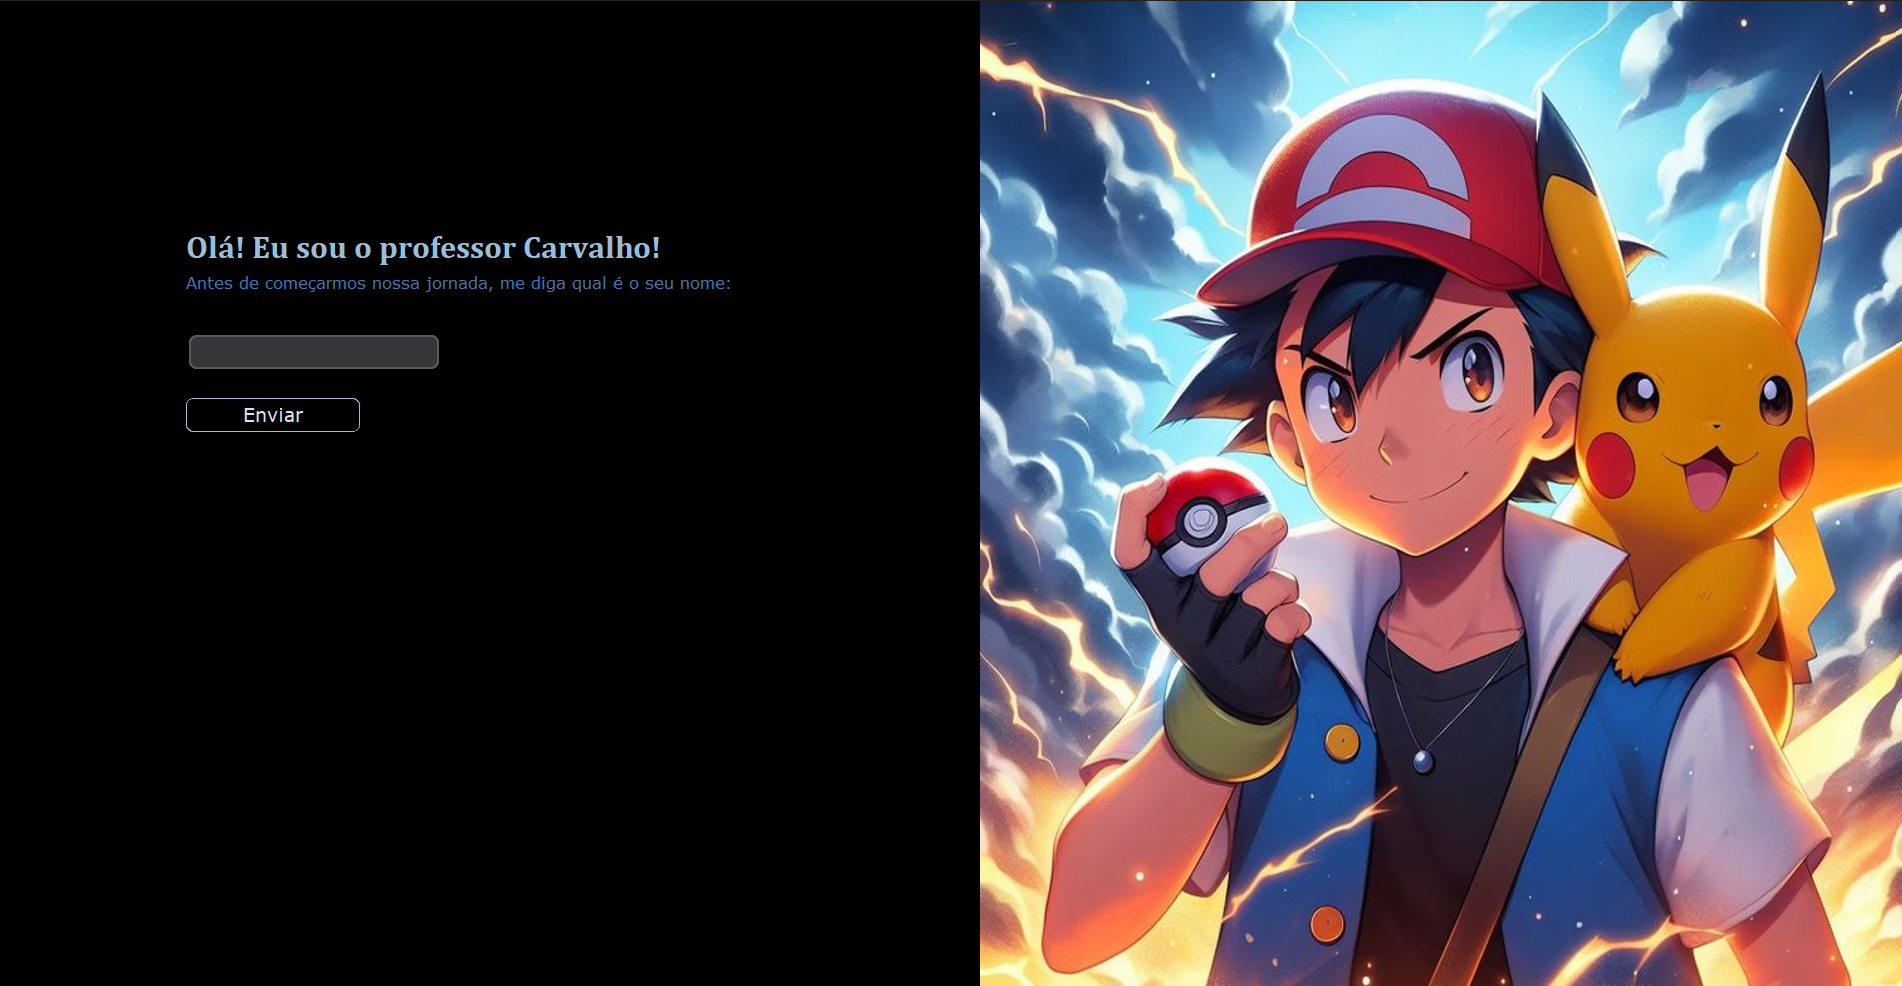 Olá! Eu sou o professor Carvalho!
Antes de começarmos nossa jornada, me diga qual é o seu nome:
Enviar